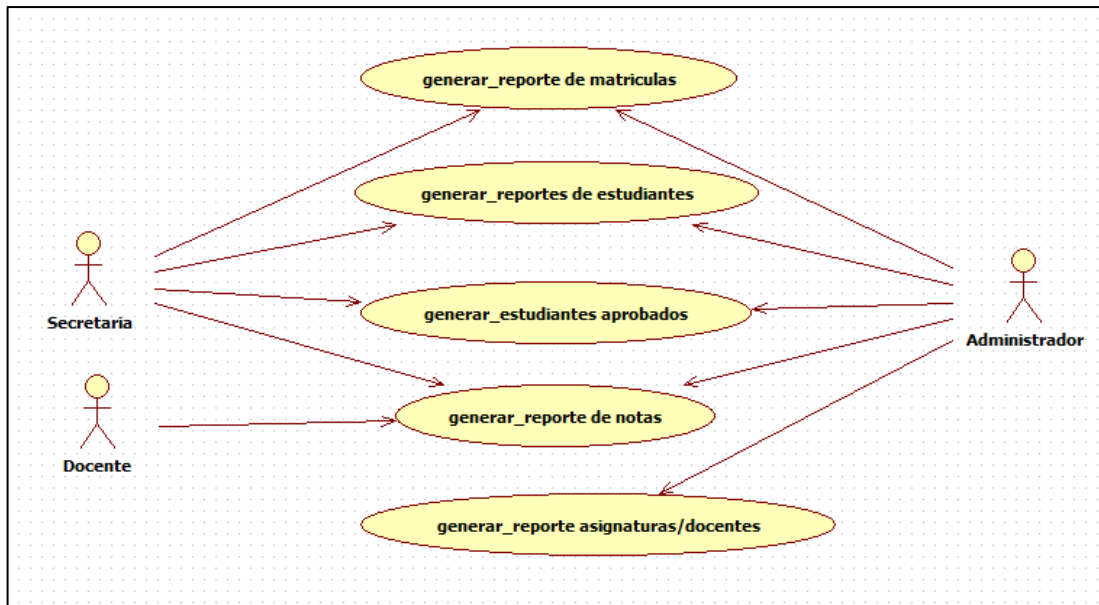 generar_reporte de matriculas
generar_reportes de estudiantes
Secretaria
generar_estudiantes aprobados
Administrador
generar_reporte de notas
Docente
generar_reporte asignaturas/docentes